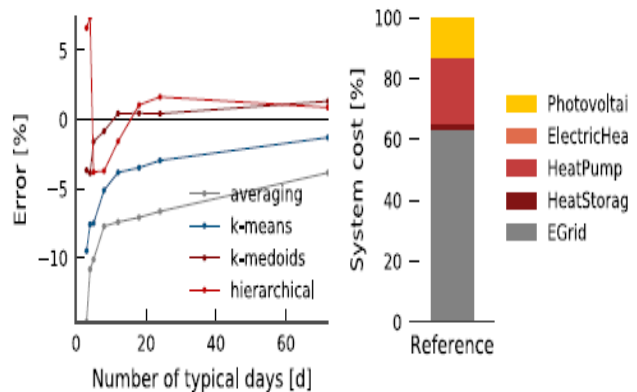 Error [%]
5
0
−5
−10
0
20
40
60
Number of typical days [d]
averaging
k-means
k-medoids
hierarchical
System cost [%]
100
80
60
40
20
0
Reference
Photovoltai
ElectricHea
HeatPump
HeatStorag
EGrid